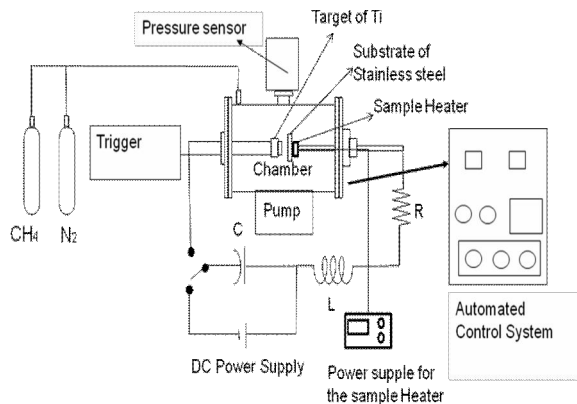 Target of Ti
Pressure sensor
Substrate of
Stainless steel
Sample Heater
Trigger
Chamber
Pump
CH4
N2
C
R
L
DC Power Supply
Power supple for
the sample Heater
Automated
Control System